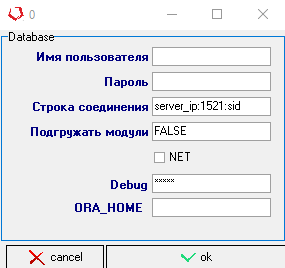 0
Database
Имя пользователя
Пароль
Строка соединения server_ip:1521:sid
Подгружать модули FALSE
NET
Debug *****
ORA_HOME
cancel ok